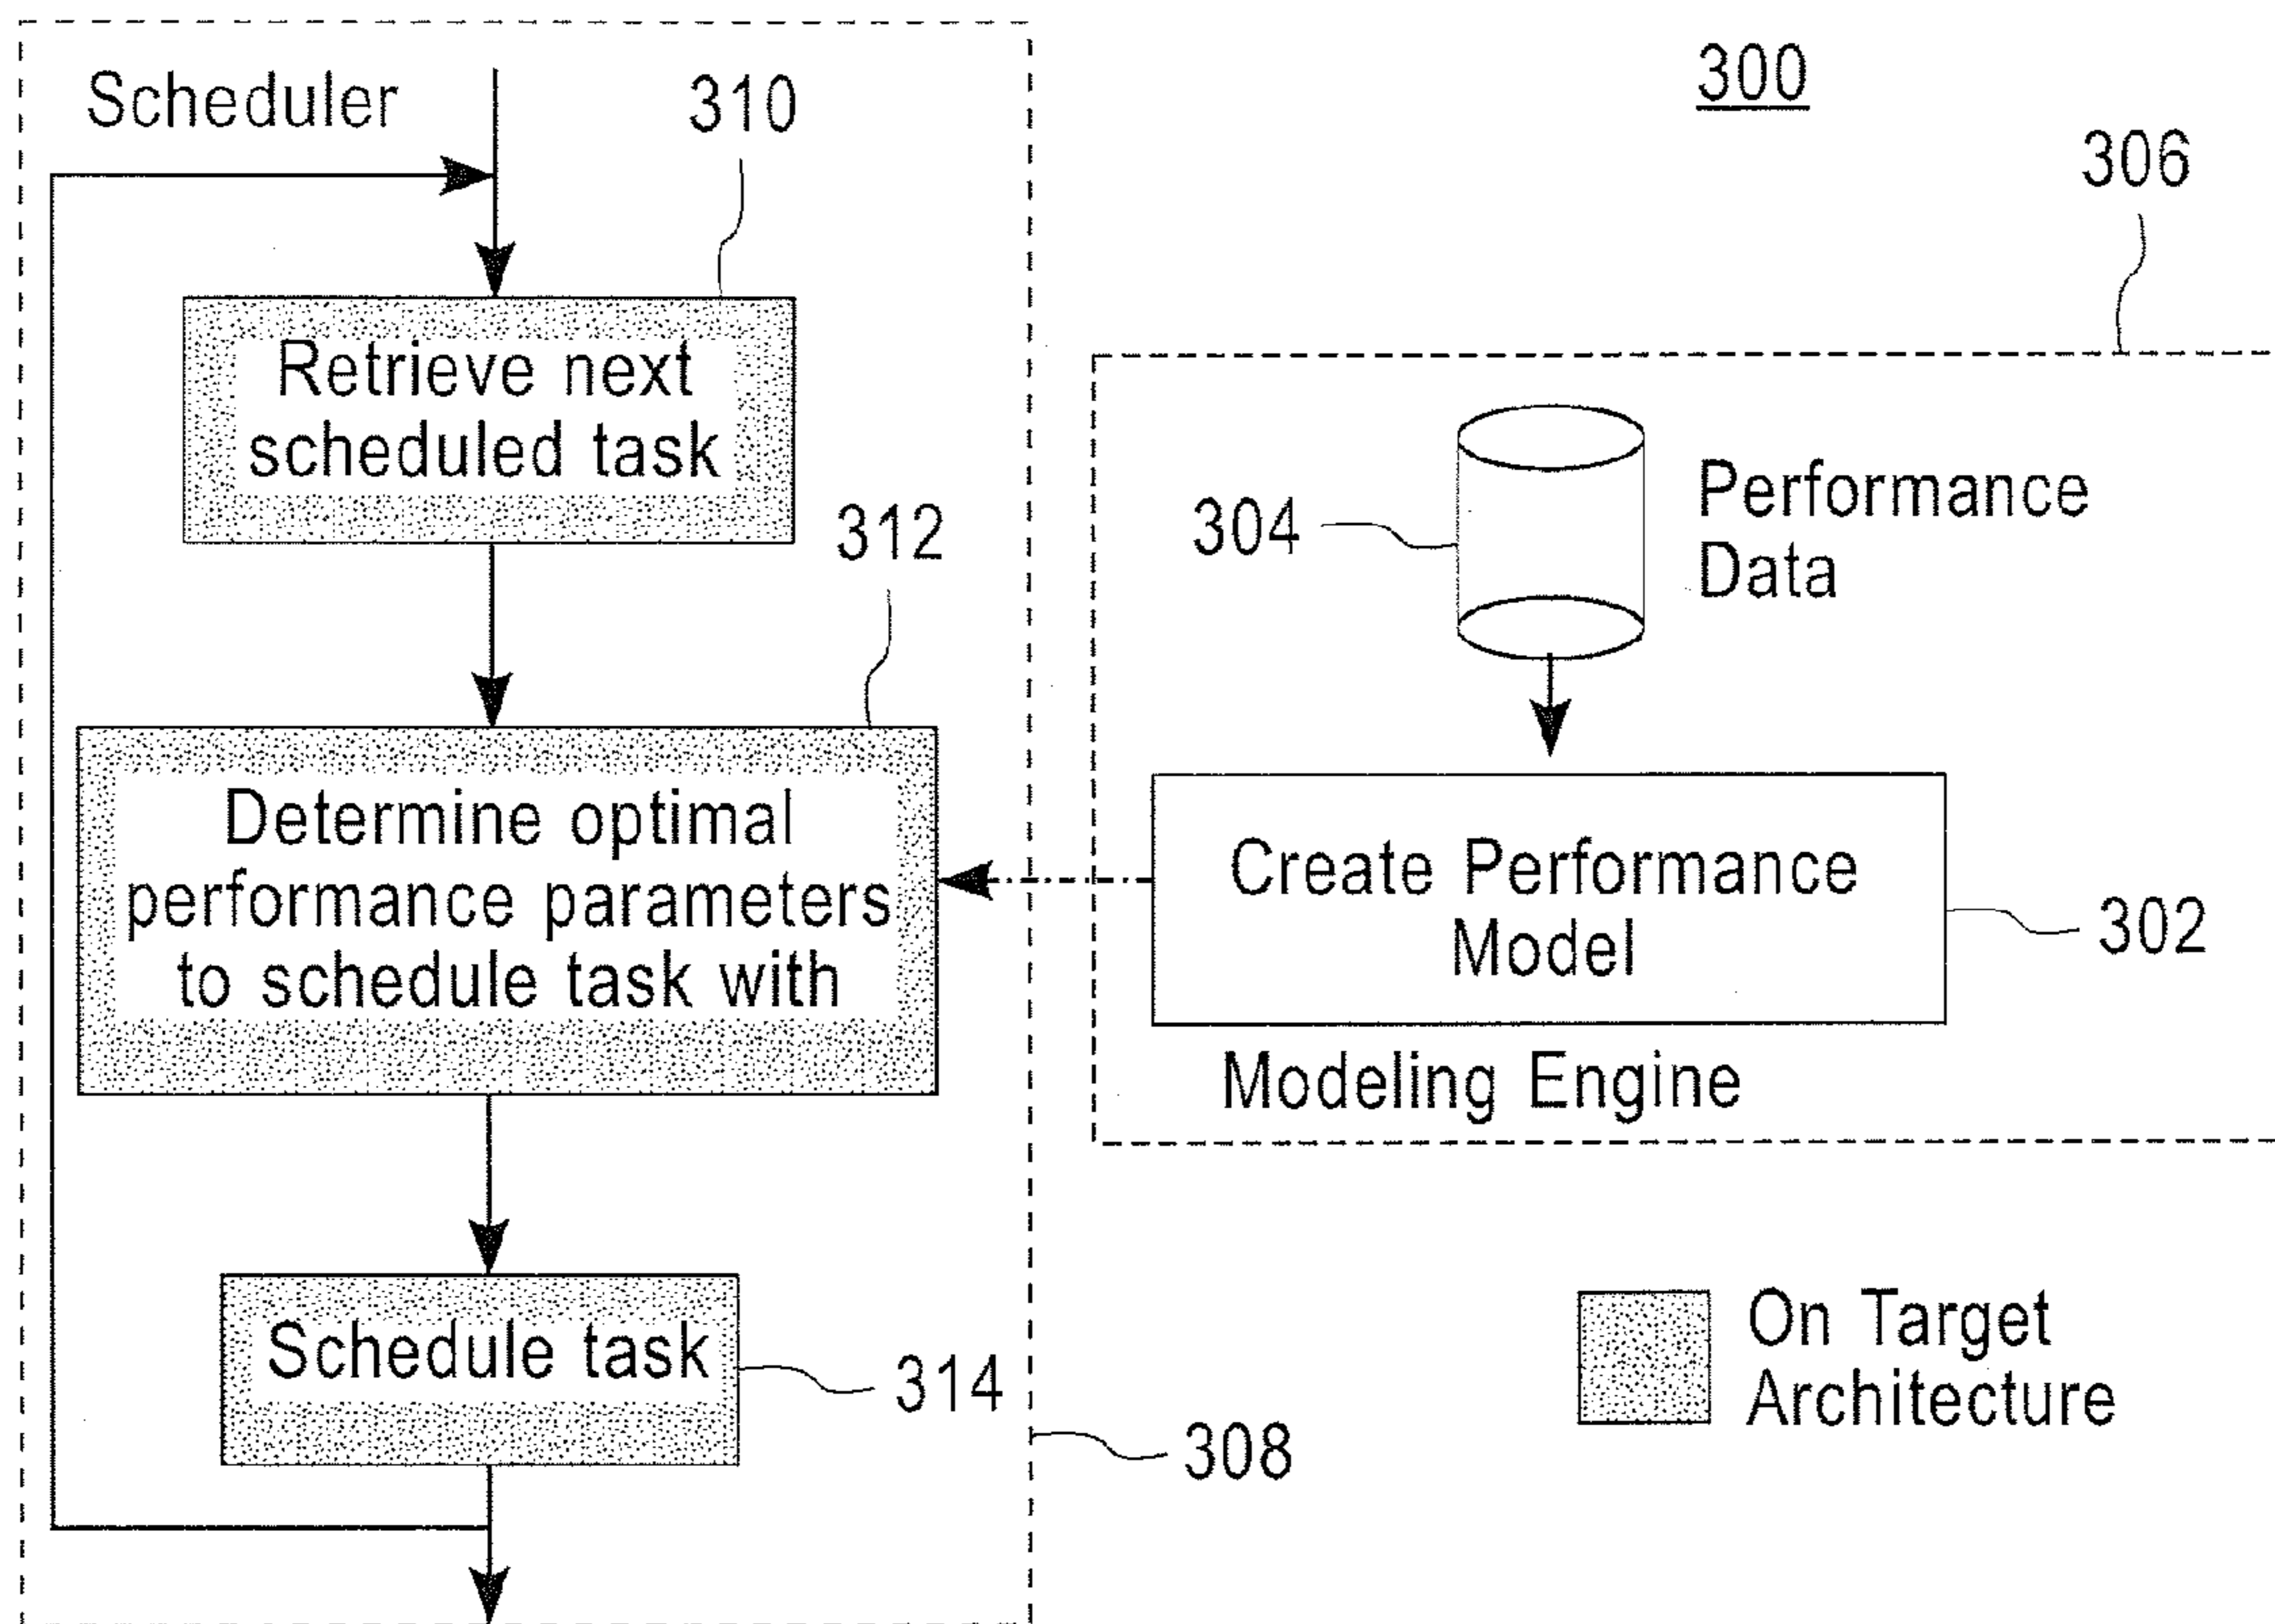 Scheduler
310
Retrieve next
scheduled task
312
Determine optimal
performance parameters
to schedule task with
Schedule task
314
308
300
306
304
Performance
Data
Create Performance
Model
302
Modeling Engine
On Target
Architecture